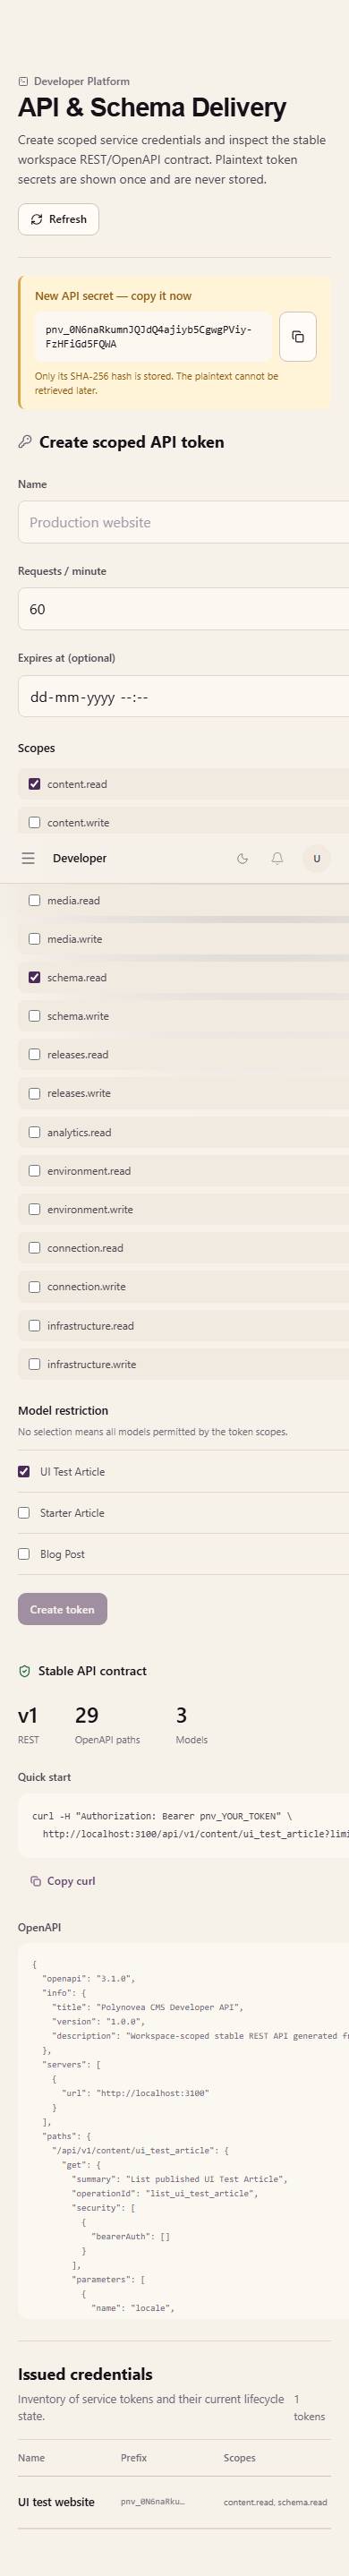 Developer Platform
API & Schema Delivery
Create scoped service credentials and inspect the stable
workspace REST/OpenAPI contract. Plaintext token
secrets are shown once and are never stored.
Refresh
New API secret — copy it now
pnv_0N6naRkumnJQJdQ4ajiyb5CgwgPViy-
FzHFiGd5FQWA
Only its SHA-256 hash is stored. The plaintext cannot be
retrieved later.
Create scoped API token
Name
Production website
Requests / minute
60
Expires at (optional)
dd-mm-yyyy --:--
Scopes
content.read
content.write
Developer
U
media.read
media.write
schema.read
schema.write
releases.read
releases.write
analytics.read
environment.read
environment.write
connection.read
connection.write
infrastructure.read
infrastructure.write
Model restriction
No selection means all models permitted by the token scopes.
UI Test Article
Starter Article
Blog Post
Create token
Stable API contract
v1 29 3
REST OpenAPI paths Models
Quick start
curl -H "Authorization: Bearer pnv_YOUR_TOKEN" \
http://localhost:3100/api/v1/content/ui_test_article?limi
Copy curl
OpenAPI
{
"openapi": "3.1.0",
"info": {
"title": "Polynovea CMS Developer API",
"version": "1.0.0",
"description": "Workspace-scoped stable REST API generated fr
},
"servers": [
{
"url": "http://localhost:3100"
}
],
"paths": {
"/api/v1/content/ui_test_article": {
"get": {
"summary": "List published UI Test Article",
"operationId": "list_ui_test_article",
"security": [
{
"bearerAuth": []
}
],
"parameters": [
{
"name": "locale",
Issued credentials
Inventory of service tokens and their current lifecycle
state.
1
tokens
Name Prefix Scopes
UI test website pnv_0N6naRku… content.read, schema.read